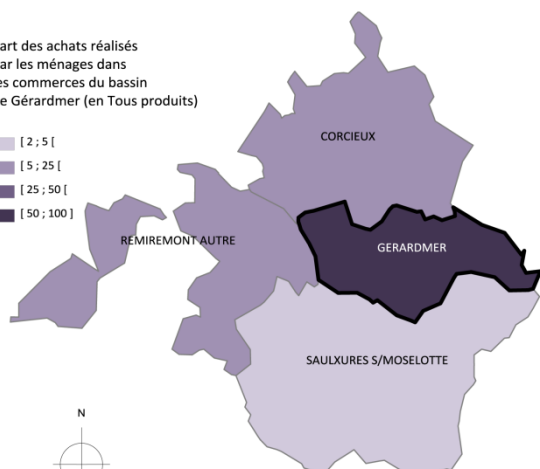 art des achats réalisés
ar les ménages dans
es commerces du bassin
e Gérardmer (en Tous produits)
[ 2 ; 5 [
[ 5 ; 25 [
[ 25 ; 50 [
[ 50 ; 100 ]
CORCIEUX
REMIREMONT AUTRE
GERARDMER
SAULXURES S/MOSELOTTE
N